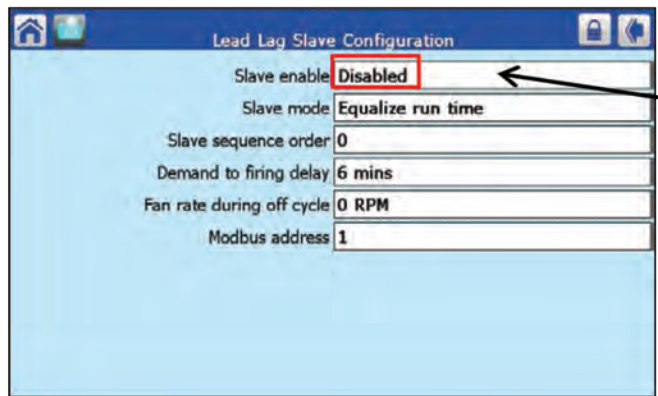 Lead Lag Slave Configuration
Slave enable Disabled
Slave mode Equalize run time
Slave sequence order 0
Demand to firing delay 6 mins
Fan rate during off cycle 0 RPM
Modbus address 1